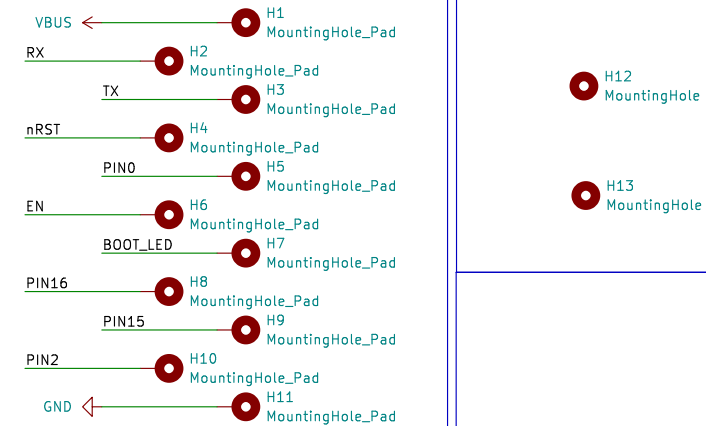 VBUS
H1
MountingHole_Pad
RX
H2
MountingHole_Pad
TX
H3
MountingHole_Pad
nRST
H4
MountingHole_Pad
PIN0
H5
MountingHole_Pad
EN
H6
MountingHole_Pad
BOOT_LED
H7
MountingHole_Pad
PIN16
H8
MountingHole_Pad
PIN15
H9
MountingHole_Pad
PIN2
H10
MountingHole_Pad
GND
H11
MountingHole_Pad
H12
MountingHole
H13
MountingHole